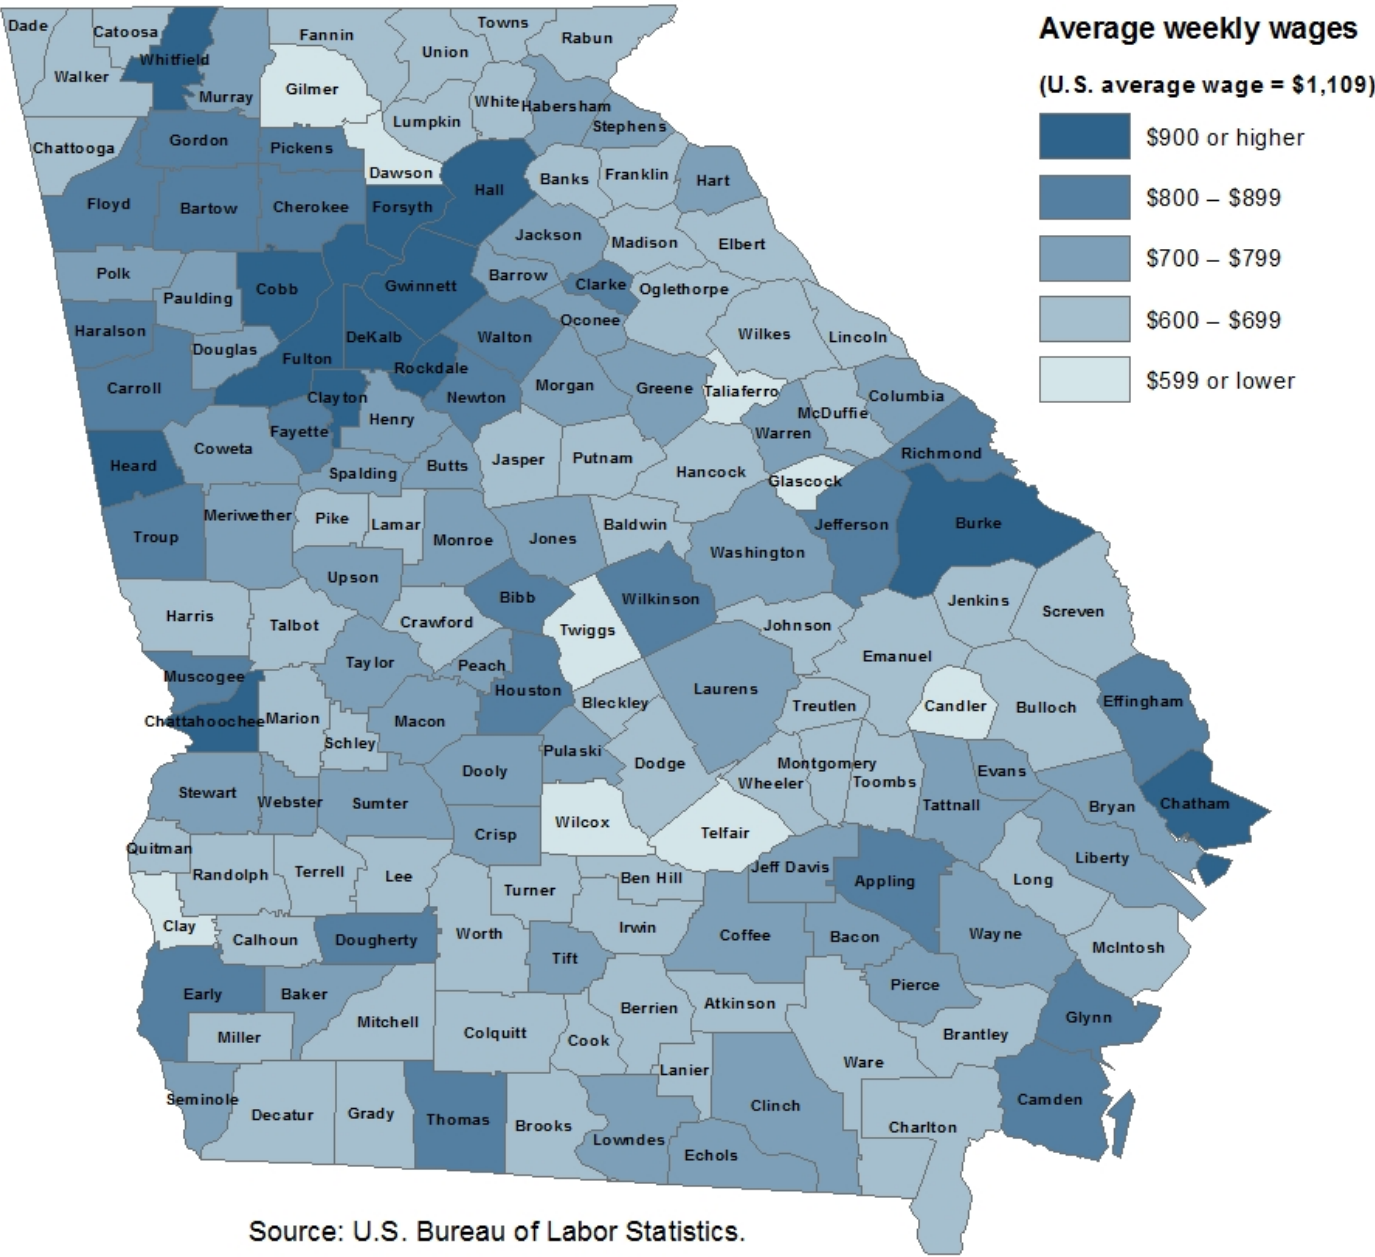 Average weekly wages
(U.S. average wage = $1,109)
$900 or higher
$800 – $899
$700 – $799
$600 – $699
$599 or lower
Dade
Catoosa
Whitfield
Walker
Murray
Fannin
Gilmer
Union
Towns
Rabun
White
Habersham
Stephens
Lumpkin
Chattooga
Gordon
Pickens
Dawson
Hall
Banks
Franklin
Hart
Floyd
Bartow
Cherokee
Forsyth
Jackson
Madison
Elbert
Polk
Paulding
Cobb
Gwinnett
Barrow
Clarke
Oglethorpe
Oconee
Wilkes
Lincoln
Haralson
Douglas
Fulton
DeKalb
Rockdale
Walton
Carroll
Clayton
Henry
Newton
Morgan
Greene
Taliaferro
McDuffie
Columbia
Warren
Fayette
Coweta
Heard
Spalding
Butts
Jasper
Putnam
Hancock
Glascock
Richmond
Troup
Meriwether
Pike
Lamar
Monroe
Jones
Baldwin
Washington
Jefferson
Burke
Upson
Bibb
Wilkinson
Twiggs
Harris
Talbot
Crawford
Johnson
Jenkins
Screven
Emanuel
Muscogee
Taylor
Peach
Houston
Laurens
Bleckley
Treutlen
Candler
Bulloch
Effingham
Chattahoochee
Marion
Schley
Macon
Pulaski
Dodge
Montgomery
Wheeler
Toombs
Evans
Tattnall
Bryan
Chatham
Stewart
Webster
Sumter
Dooly
Crisp
Wilcox
Telfair
Quitman
Randolph
Terrell
Lee
Turner
Ben Hill
Jeff Davis
Appling
Long
Liberty
Clay
Calhoun
Dougherty
Worth
Tift
Irwin
Coffee
Bacon
Wayne
McIntosh
Early
Baker
Miller
Mitchell
Colquitt
Cook
Berrien
Atkinson
Pierce
Brantley
Glynn
Lanier
Ware
Seminole
Decatur
Grady
Thomas
Brooks
Lowndes
Echols
Clinch
Charlton
Camden
Source: U.S. Bureau of Labor Statistics.